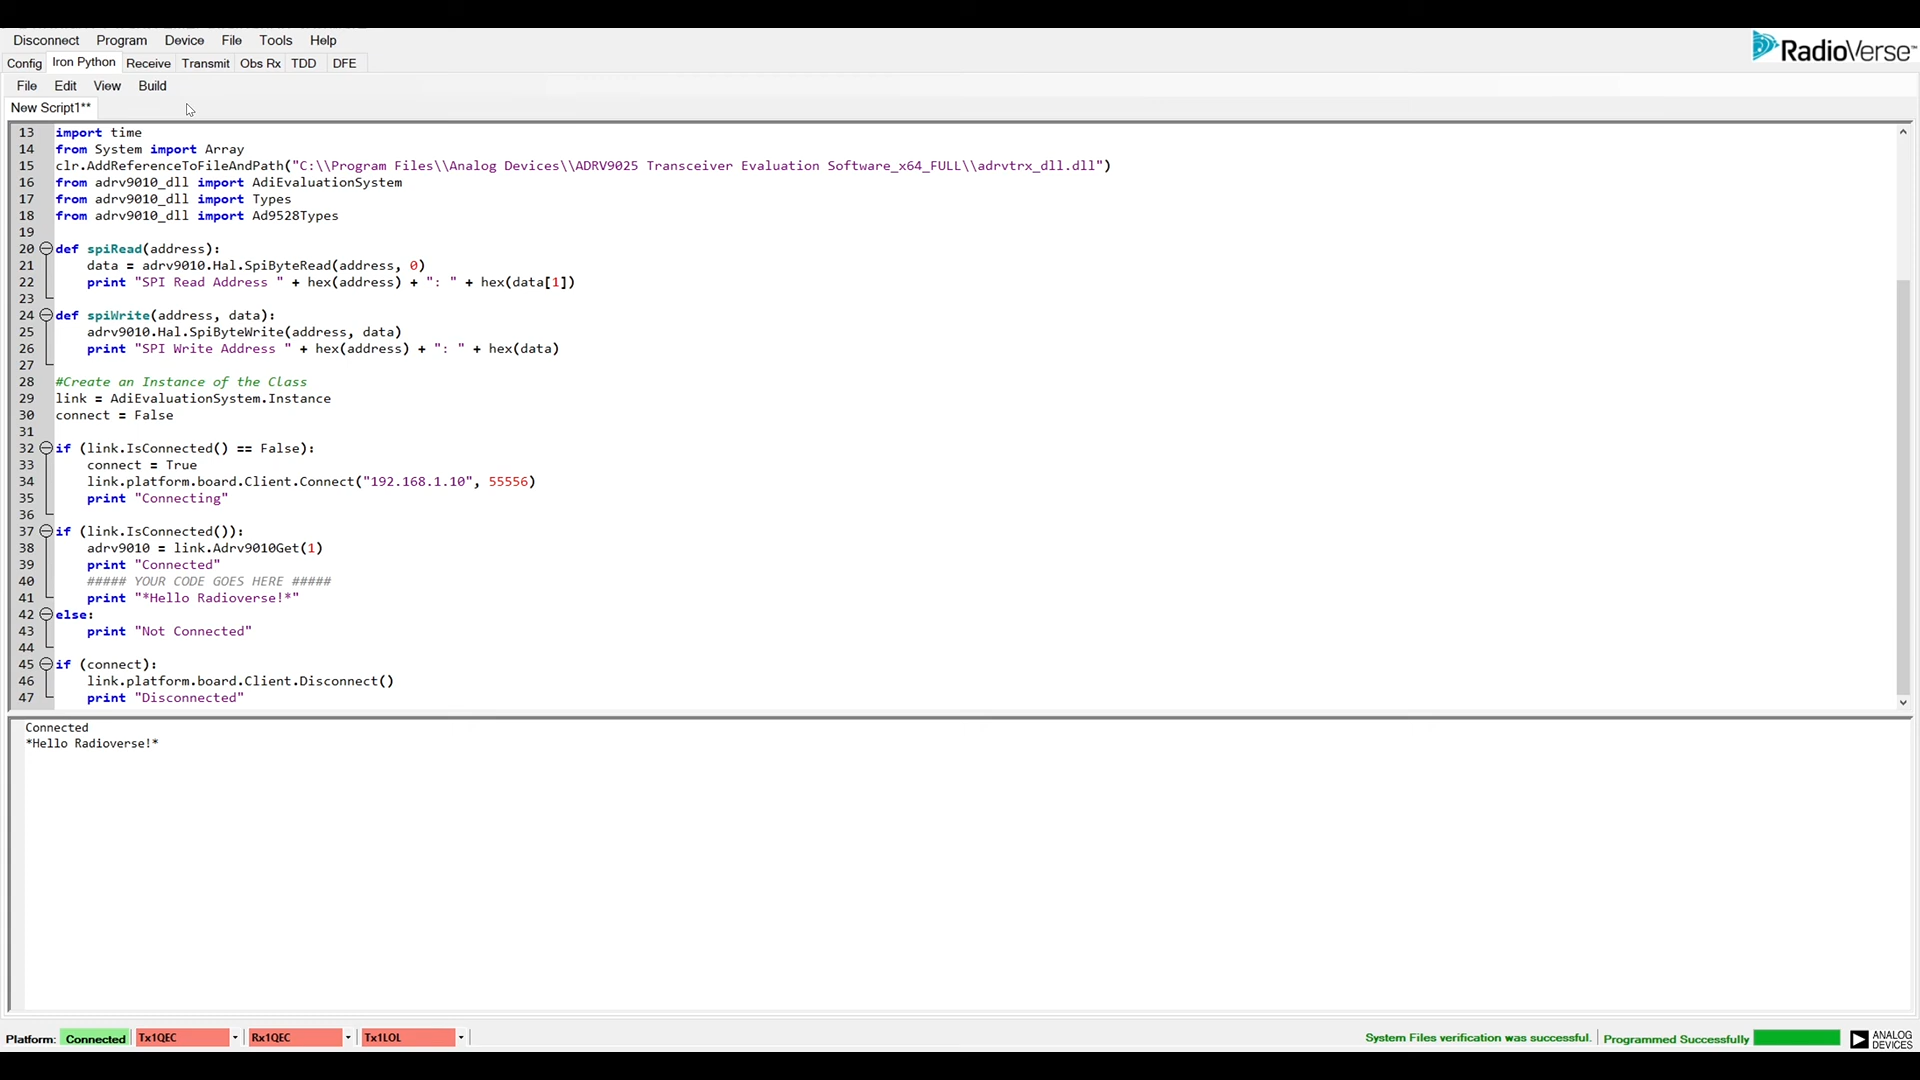 Disconnect Program Device File Tools Help
RadioVerse™
Config Iron Python Receive Transmit Obs Rx TDD DFE
File Edit View Build
New Script1**
13 import time
14 from System import Array
15 clr.AddReferenceToFileAndPath("C:\\Program Files\\Analog Devices\\ADRV9025 Transceiver Evaluation Software_x64_FULL\\adrvtrx_dll.dll")
16 from adrv9010_dll import AdiEvaluationSystem
17 from adrv9010_dll import Types
18 from adrv9010_dll import Ad9528Types
19
20 def spiRead(address):
21     data = adrv9010.Hal.SpiByteRead(address, 0)
22     print "SPI Read Address " + hex(address) + ": " + hex(data[1])
23
24 def spiWrite(address, data):
25     adrv9010.Hal.SpiByteWrite(address, data)
26     print "SPI Write Address " + hex(address) + ": " + hex(data)
27
28 #Create an Instance of the Class
29 link = AdiEvaluationSystem.Instance
30 connect = False
31
32 if (link.IsConnected() == False):
33     connect = True
34     link.platform.board.Client.Connect("192.168.1.10", 55556)
35     print "Connecting"
36
37 if (link.IsConnected()):
38     adrv9010 = link.Adrv9010Get(1)
39     print "Connected"
40     ##### YOUR CODE GOES HERE #####
41     print "*Hello Radioverse!*"
42 else:
43     print "Not Connected"
44
45 if (connect):
46     link.platform.board.Client.Disconnect()
47     print "Disconnected"
Connected
*Hello Radioverse!*
Platform: Connected Tx1QEC Rx1QEC Tx1LOL System Files verification was successful. Programmed Successfully ANALOG
DEVICES